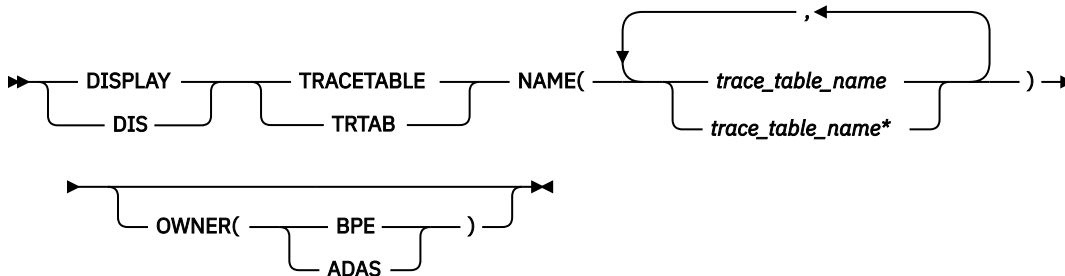 ,
DISPLAY TRACETABLE NAME( trace_table_name )
DIS TRTAB trace_table_name*
OWNER( BPE )
ADAS